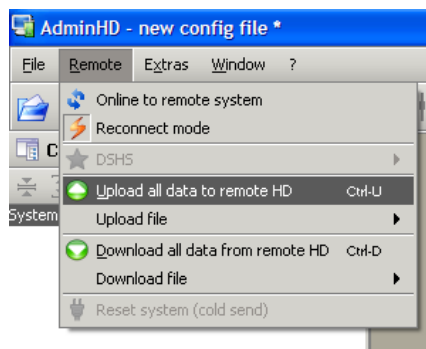 AdminHD - new config file *
File Remote Extras Window ?
Online to remote system
Reconnect mode
C
DSHS
Upload all data to remote HD Ctrl-U
System
Upload file
Download all data from remote HD Ctrl-D
Download file
Reset system (cold send)